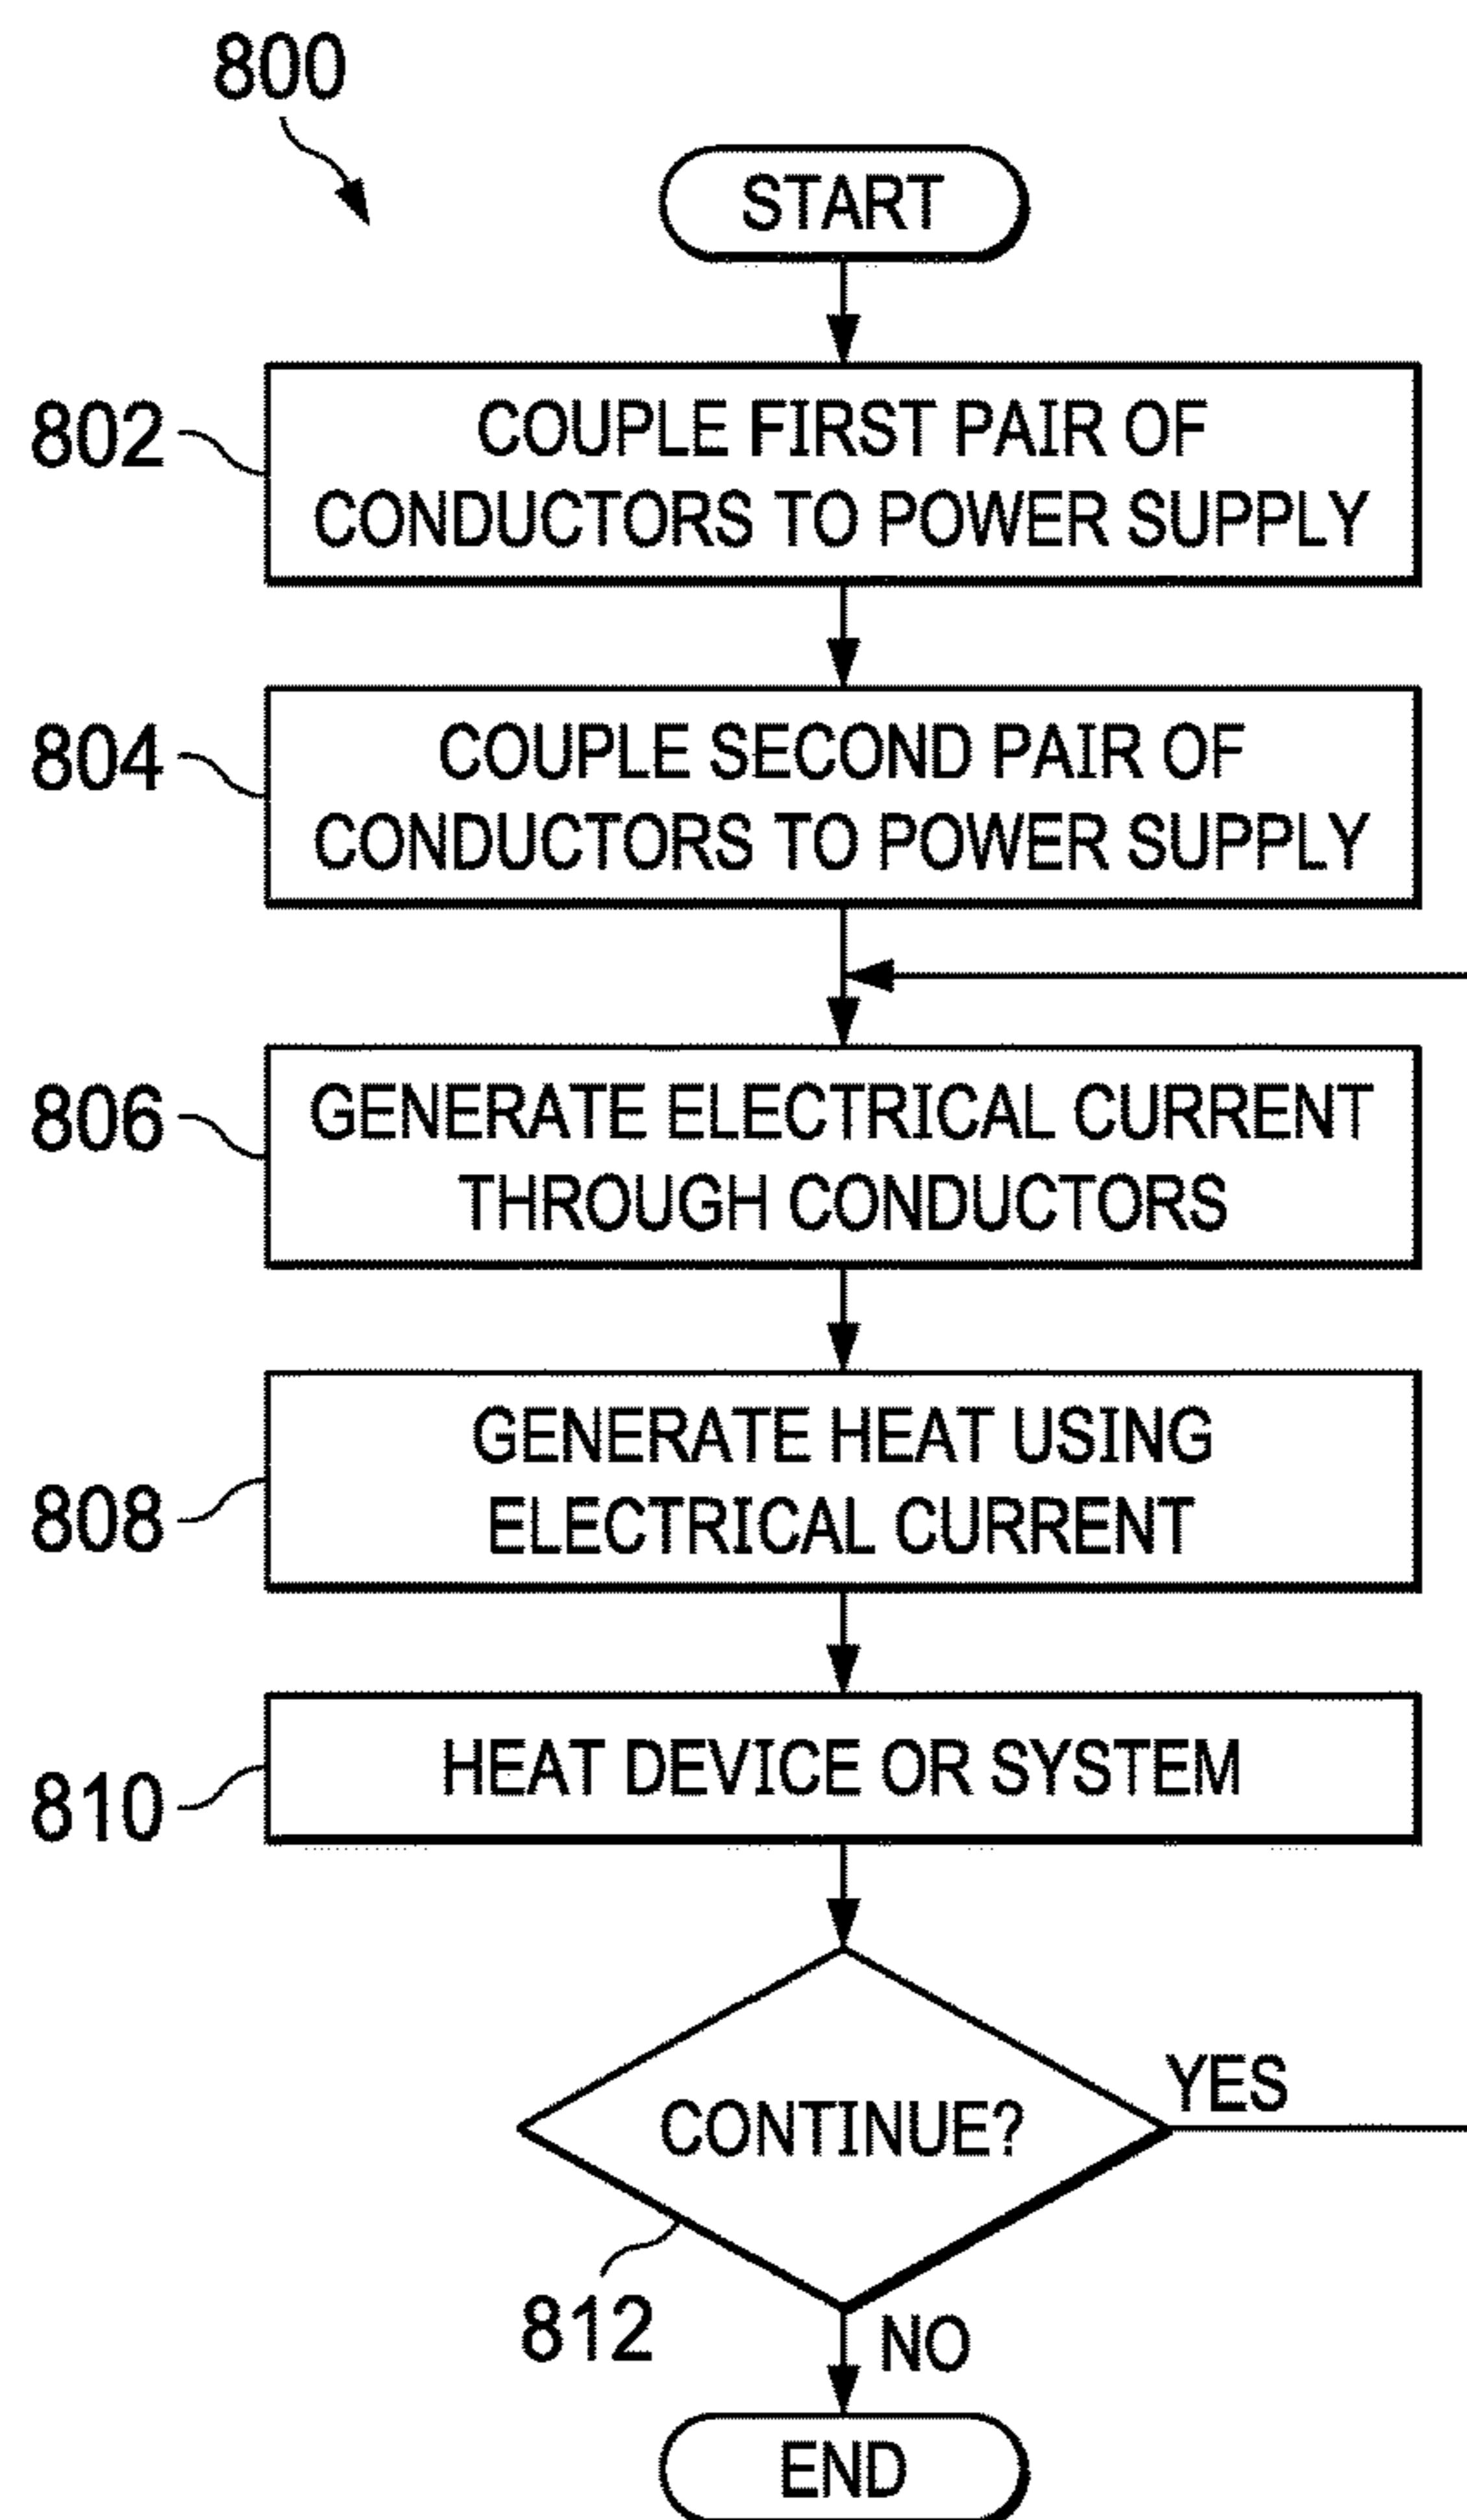 800
START
802
COUPLE FIRST PAIR OF
CONDUCTORS TO POWER SUPPLY
804
COUPLE SECOND PAIR OF
CONDUCTORS TO POWER SUPPLY
806
GENERATE ELECTRICAL CURRENT
THROUGH CONDUCTORS
808
GENERATE HEAT USING
ELECTRICAL CURRENT
810
HEAT DEVICE OR SYSTEM
CONTINUE?
YES
812
NO
END